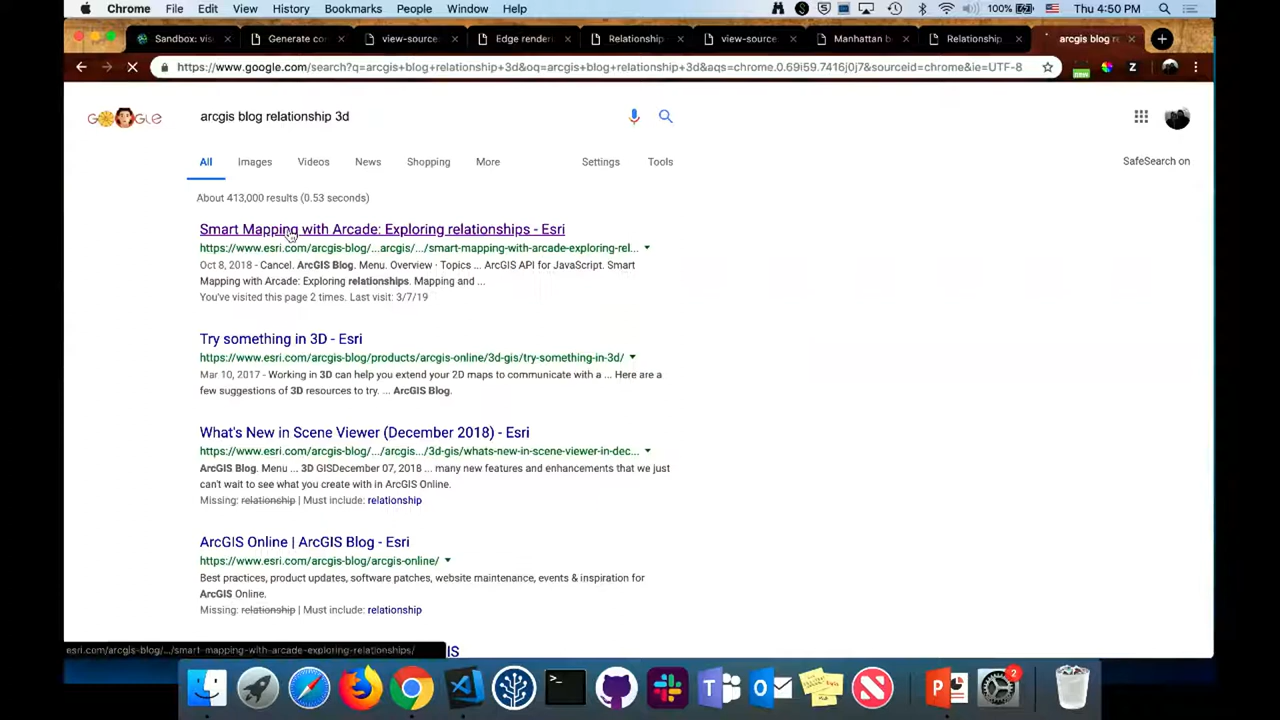 Chrome File Edit View History Bookmarks People Window Help 100% Thu 4:50 PM
Sandbox: vis Generate co view-source Edge render Relationship view-source Manhattan b Relationship arcgis blog re
https://www.google.com/search?q=arcgis+blog+relationship+3d&oq=arcgis+blog+relationship+3d&aqs=chrome.0.69i59.7416j0j7&sourceid=chrome&ie=UTF-8
new Z
arcgis blog relationship 3d
All Images Videos News Shopping More Settings Tools
SafeSearch on
About 413,000 results (0.53 seconds)
Smart Mapping with Arcade: Exploring relationships - Esri
https://www.esri.com/arcgis-blog/...arcgis/.../smart-mapping-with-arcade-exploring-rel...
Oct 8, 2018 - Cancel. ArcGIS Blog. Menu. Overview · Topics ... ArcGIS API for JavaScript. Smart
Mapping with Arcade: Exploring relationships. Mapping and ...
You've visited this page 2 times. Last visit: 3/7/19
Try something in 3D - Esri
https://www.esri.com/arcgis-blog/products/arcgis-online/3d-gis/try-something-in-3d/
Mar 10, 2017 - Working in 3D can help you extend your 2D maps to communicate with a ... Here are a
few suggestions of 3D resources to try. ... ArcGIS Blog.
What's New in Scene Viewer (December 2018) - Esri
https://www.esri.com/arcgis-blog/.../arcgis.../3d-gis/whats-new-in-scene-viewer-in-dec...
ArcGIS Blog. Menu ... 3D GISDecember 07, 2018 ... many new features and enhancements that we just
can't wait to see what you create with in ArcGIS Online.
Missing: relationship | Must include: relationship
ArcGIS Online | ArcGIS Blog - Esri
https://www.esri.com/arcgis-blog/arcgis-online/
Best practices, product updates, software patches, website maintenance, events & inspiration for
ArcGIS Online.
Missing: relationship | Must include: relationship
esri.com/arcgis-blog/.../smart-mapping-with-arcade-exploring-relationships/ IS
2